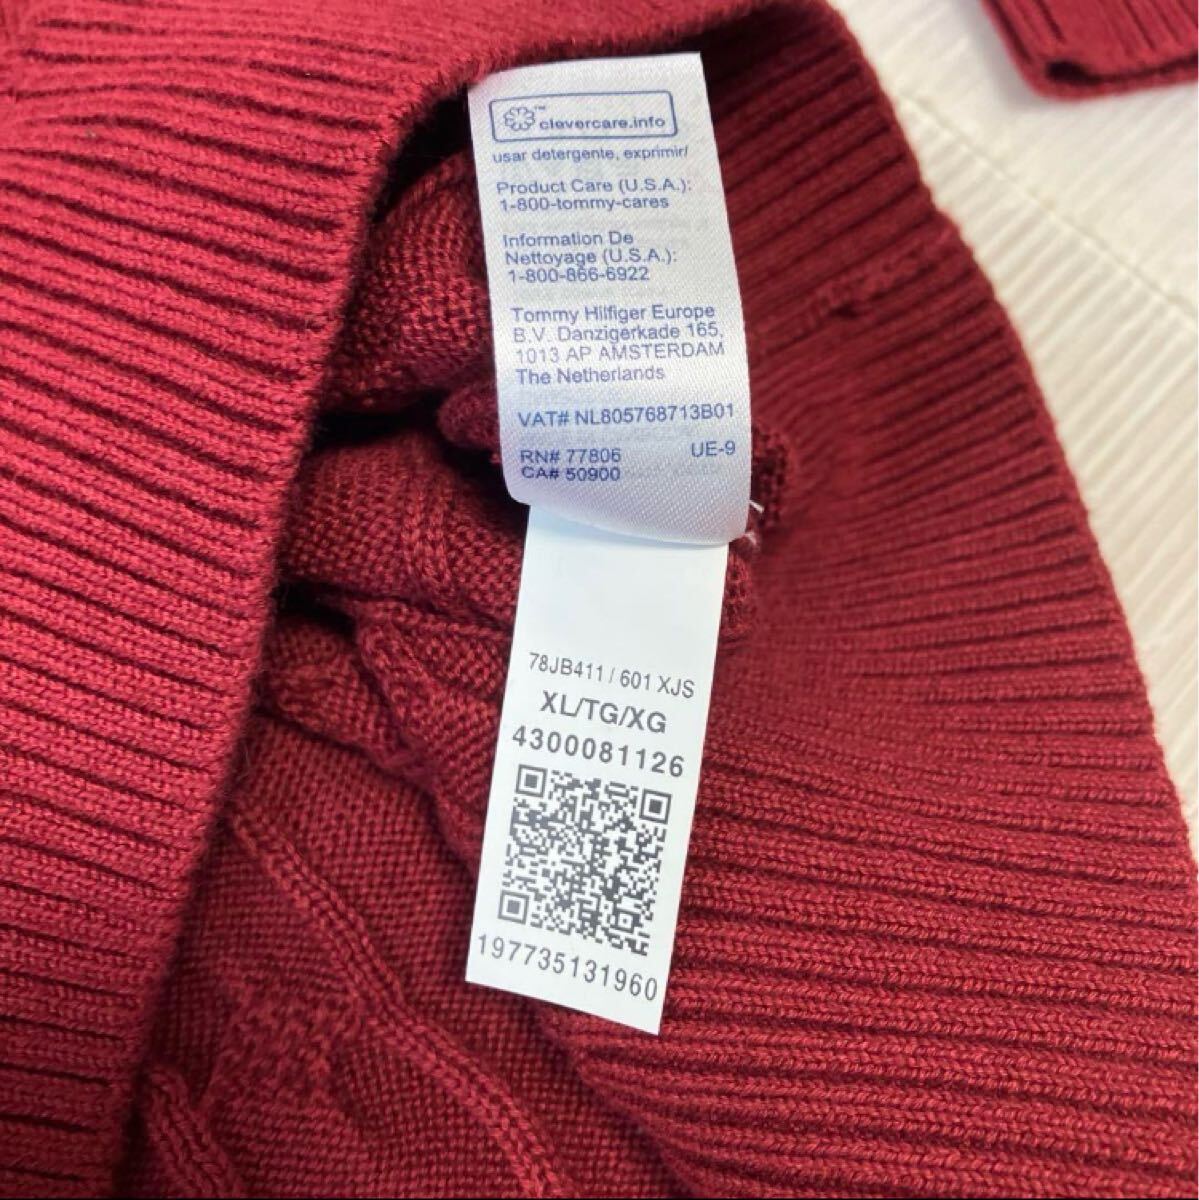 ™ clevercare.info
usar detergente, exprimir/
Product Care (U.S.A.):
1-800-tommy-cares
Information De
Nettoyage (U.S.A.):
1-800-866-6922
Tommy Hilfiger Europe
B.V. Danzigerkade 165,
1013 AP AMSTERDAM
The Netherlands
VAT# NL805768713B01
RN# 77806 UE-9
CA# 50900
78JB411 / 601 XJS
XL/TG/XG
4300081126
197735131960